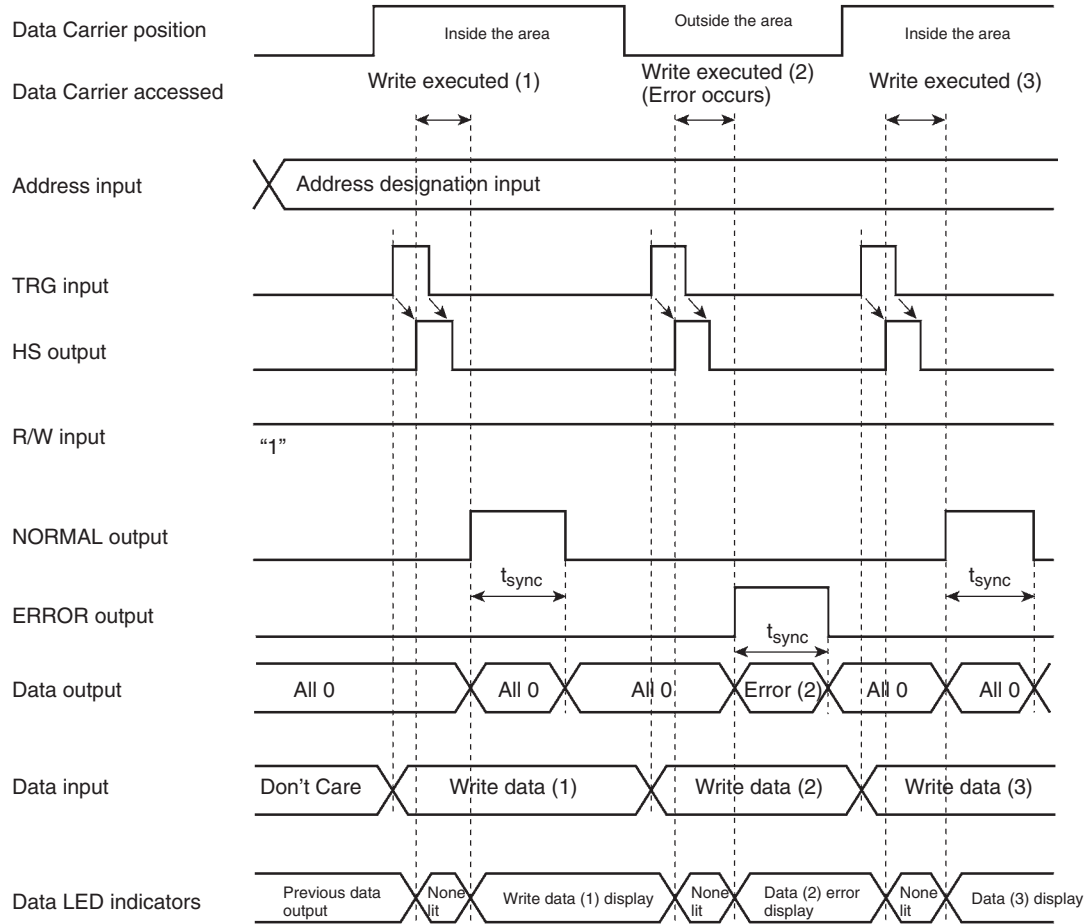 Data Carrier position
Inside the area
Outside the area
Inside the area
Data Carrier accessed
Write executed (1)
Write executed (2)
(Error occurs)
Write executed (3)
Address input
Address designation input
TRG input
HS output
R/W input
“1”
NORMAL output
tsync
tsync
ERROR output
tsync
Data output
All 0
All 0
All 0
Error (2)
All 0
All 0
Data input
Don't Care
Write data (1)
Write data (2)
Write data (3)
Data LED indicators
Previous data
output
None
lit
Write data (1) display
None
lit
Data (2) error
display
None
lit
Data (3) display